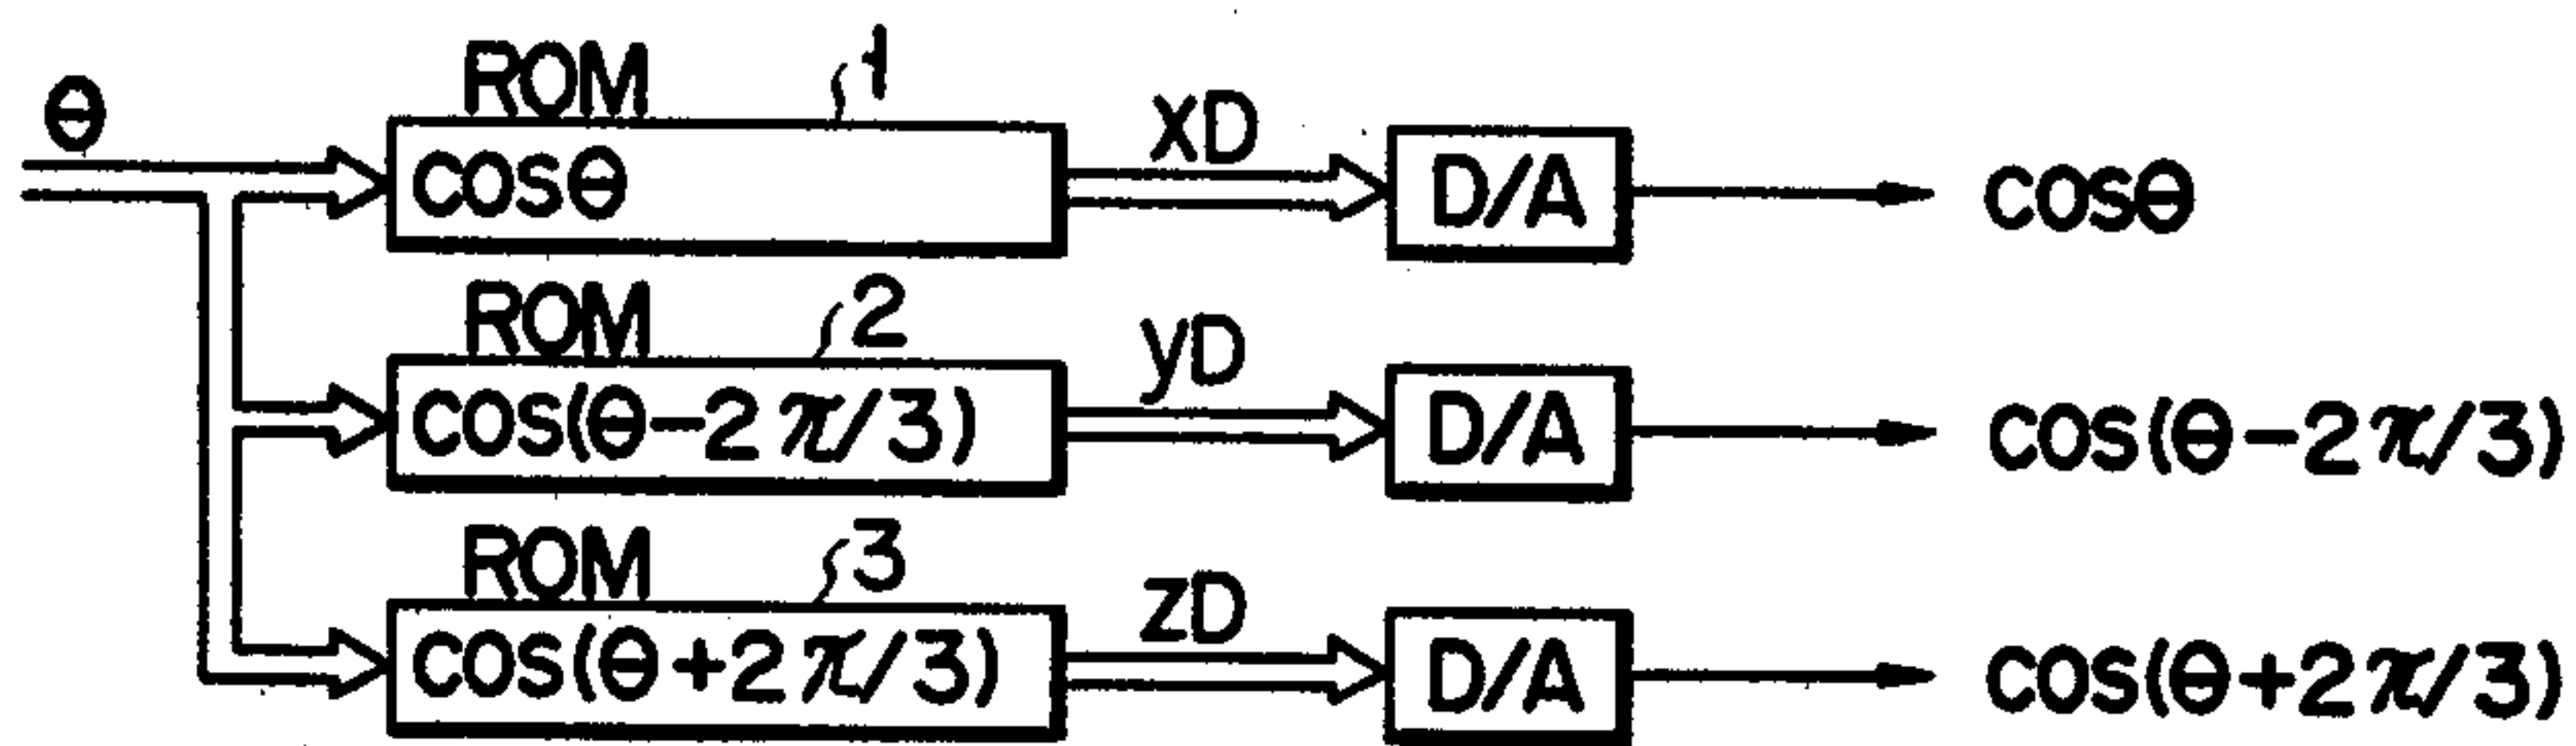 θ
ROM 1
cosθ
xD
D/A
cosθ
ROM 2
cos(θ-2π/3)
yD
D/A
cos(θ-2π/3)
ROM 3
cos(θ+2π/3)
zD
D/A
cos(θ+2π/3)